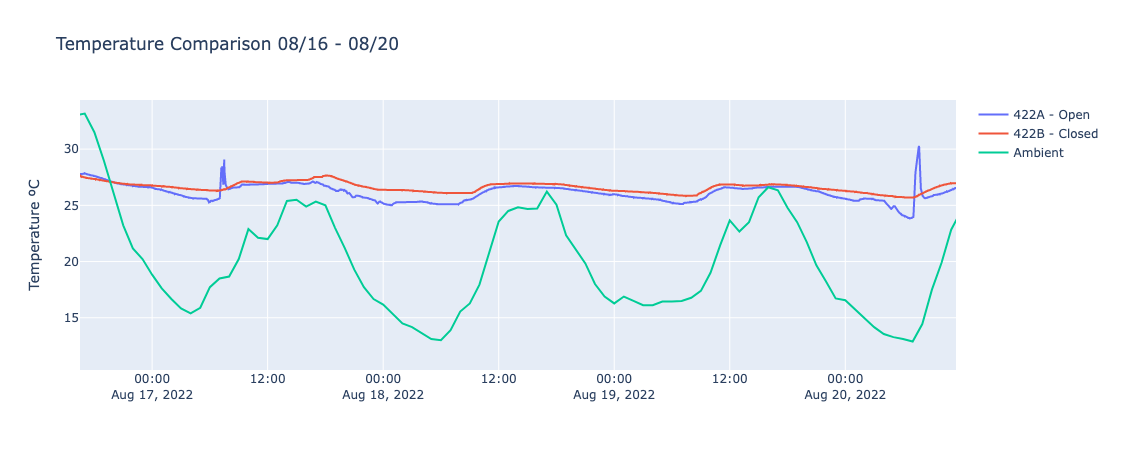 Temperature Comparison 08/16 - 08/20
422A - Open
422B - Closed
Ambient
Temperature ºC
30
25
20
15
00:00 12:00 00:00 12:00 00:00 12:00 00:00
Aug 17, 2022 Aug 18, 2022 Aug 19, 2022 Aug 20, 2022